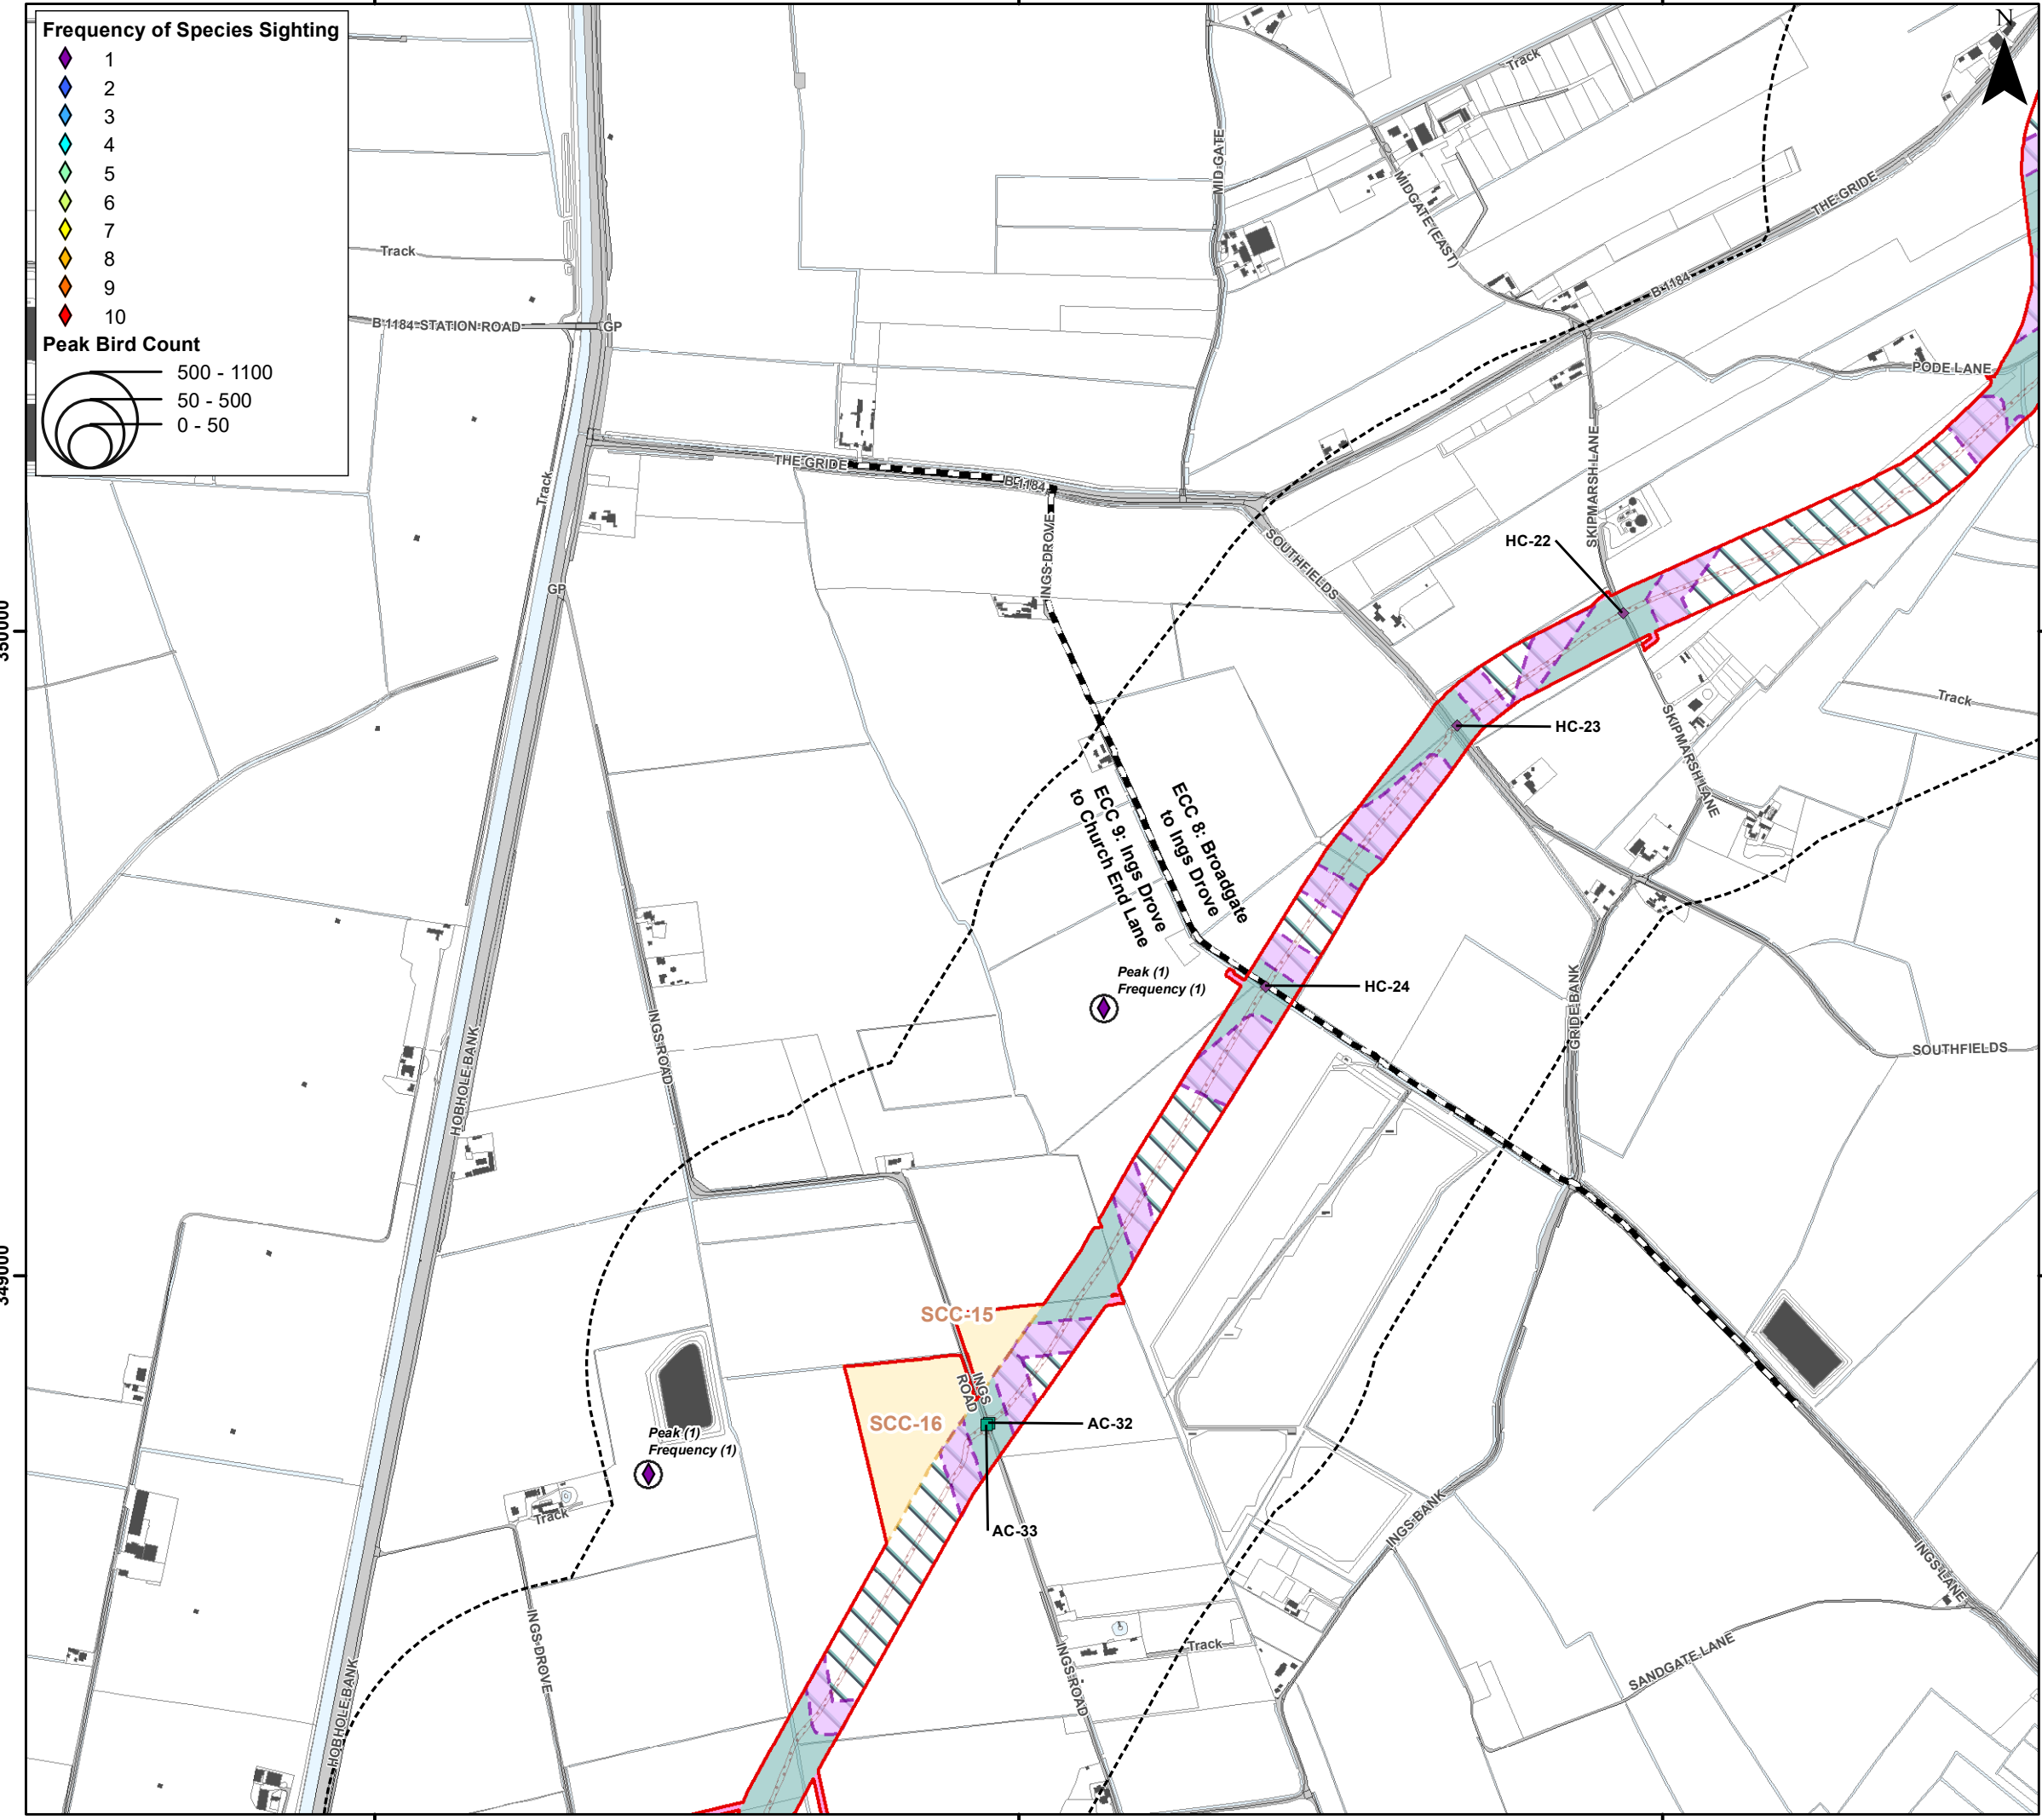 Frequency of Species Sighting
1
2
3
4
5
6
7
8
9
10
Peak Bird Count
500 - 1100
50 - 500
0 - 50
N
Track
MIDGATE
MIDGATE (EAST)
THE GRIDE
B 1184
Track
B 1184 STATION ROAD
GP
PODE LANE
THE GRIDE
B 1184
Track
SKIPMARSH LANE
INGS DROVE
SOUTHFIELDS
HC-22
GP
350000
HC-23
SKIPMARSH LANE
Track
ECC 8: Broadgate
to Ings Drove
ECC 9: Ings Drove
to Church End Lane
Peak (1)
Frequency (1)
HC-24
GRIDE BANK
SOUTHFIELDS
INGS ROAD
HOBHOLE BANK
349000
SCC-15
INGS
ROAD
SCC-16
AC-32
Peak (1)
Frequency (1)
Track
AC-33
INGS BANK
INGS LANE
INGS DROVE
Track
INGS ROAD
SANDGATE LANE
HOBHOLE BANK